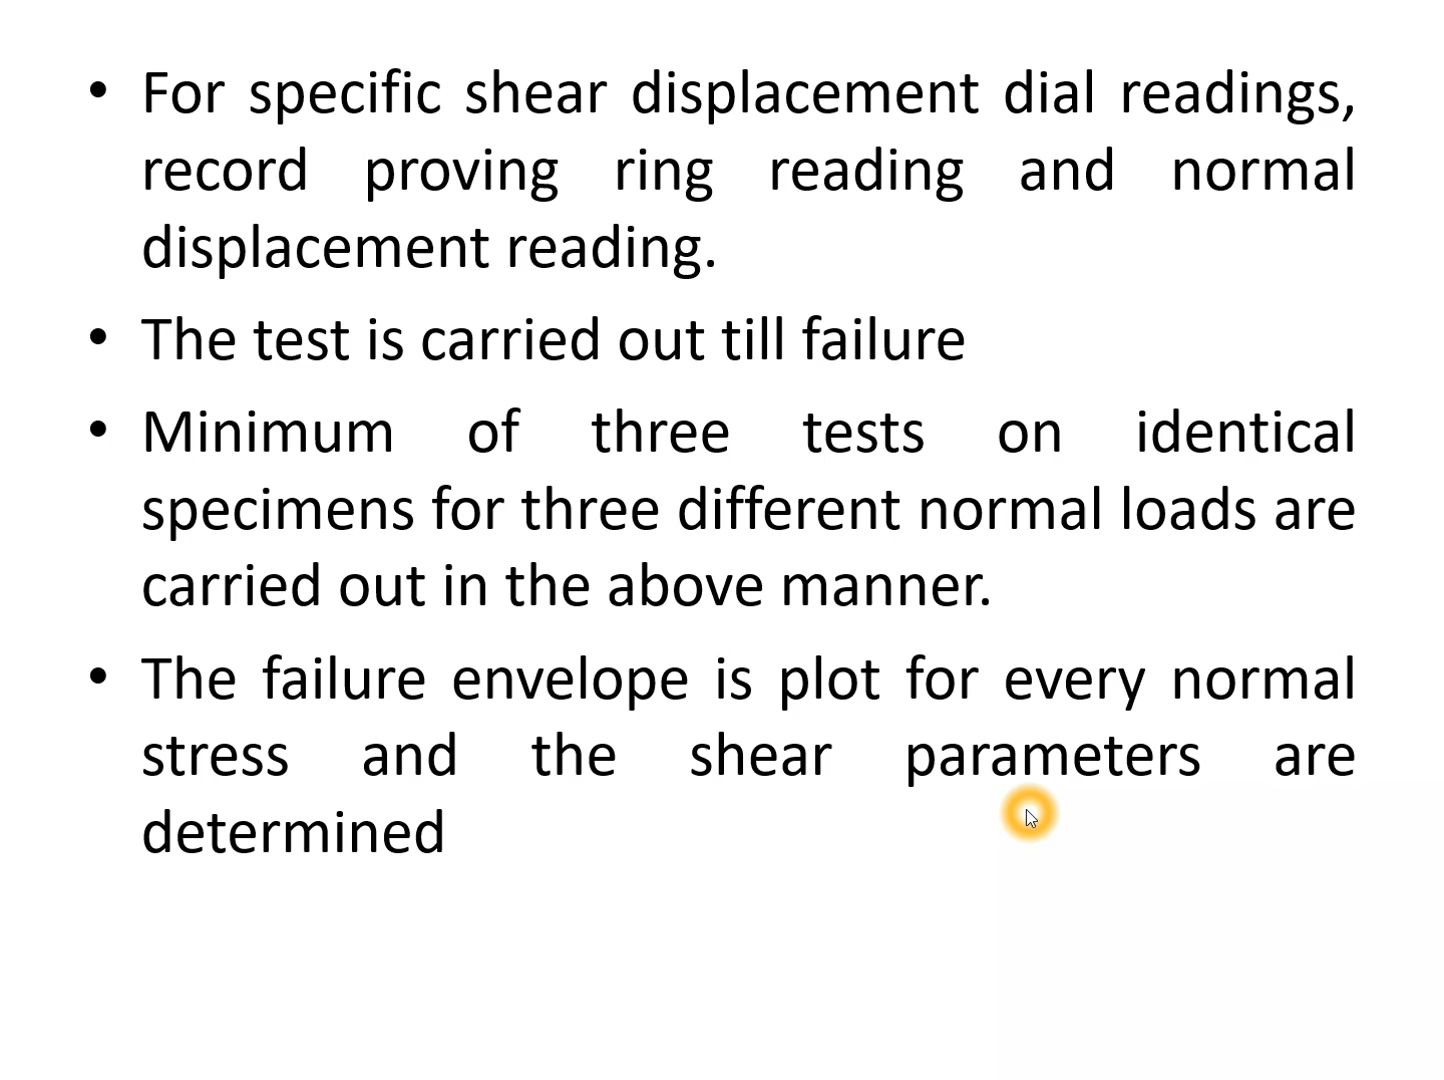 • For specific shear displacement dial readings,
record proving ring reading and normal
displacement reading.
• The test is carried out till failure
• Minimum of three tests on identical
specimens for three different normal loads are
carried out in the above manner.
• The failure envelope is plot for every normal
stress and the shear parameters are
determined